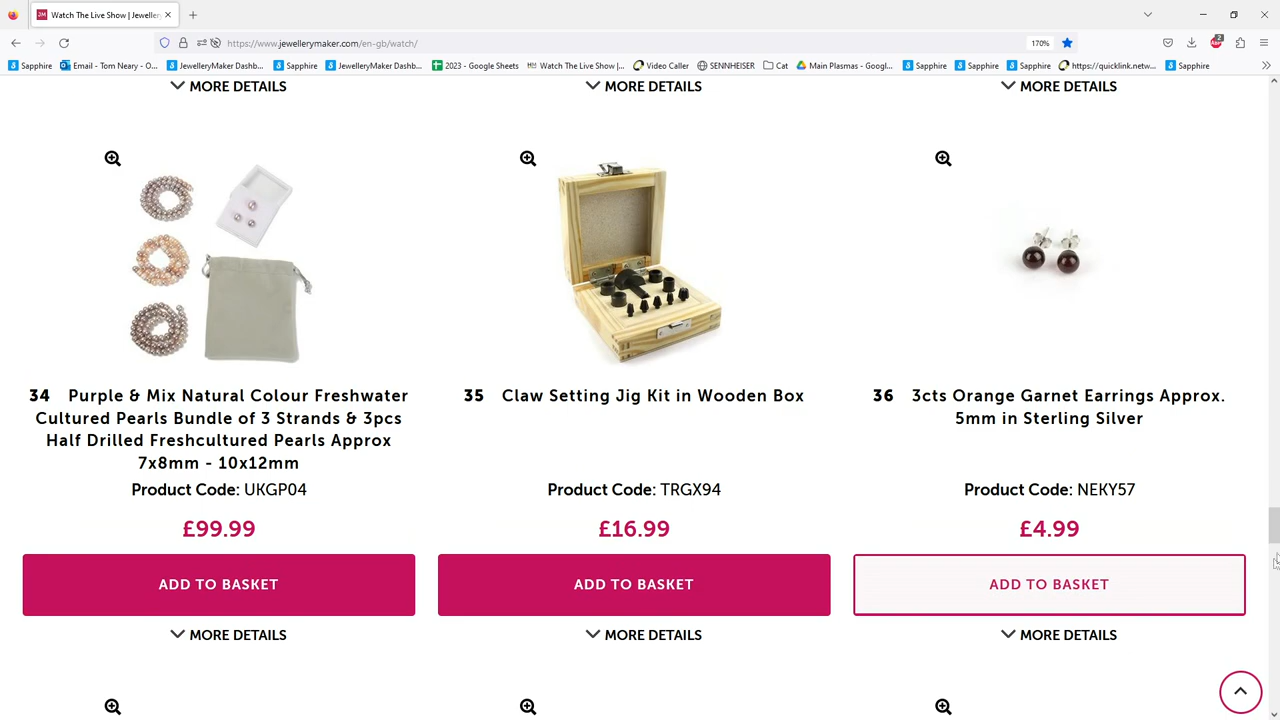 Watch The Live Show | Jeweller
https://www.jewellerymaker.com/en-gb/watch/
170%
2
Sapphire
Email - Tom Neary - O...
JewelleryMaker Dashb...
Sapphire
JewelleryMaker Dashb...
2023 - Google Sheets
Watch The Live Show |...
Video Caller
SENNHEISER
Cat
Main Plasmas - Googl...
Sapphire
Sapphire
Sapphire
https://quicklink.netw...
Sapphire
MORE DETAILS
MORE DETAILS
MORE DETAILS
34 Purple & Mix Natural Colour Freshwater
Cultured Pearls Bundle of 3 Strands & 3pcs
Half Drilled Freshcultured Pearls Approx
7x8mm - 10x12mm
Product Code: UKGP04
£99.99
ADD TO BASKET
MORE DETAILS
35 Claw Setting Jig Kit in Wooden Box
Product Code: TRGX94
£16.99
ADD TO BASKET
MORE DETAILS
36 3cts Orange Garnet Earrings Approx.
5mm in Sterling Silver
Product Code: NEKY57
£4.99
ADD TO BASKET
MORE DETAILS